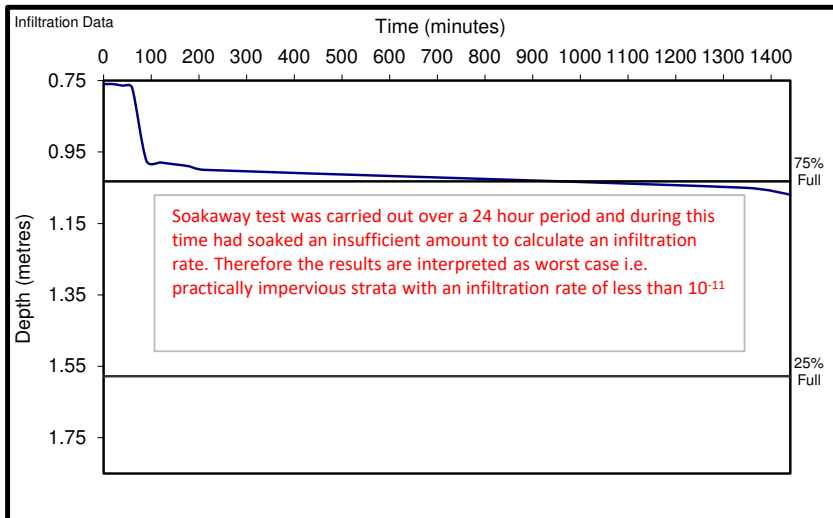 Infiltration Data
Time (minutes)
0 100 200 300 400 500 600 700 800 900 1000 1100 1200 1300 1400
0.75
0.95
75%
Full
1.15
Soakaway test was carried out over a 24 hour period and during this
time had soaked an insufficient amount to calculate an infiltration
rate. Therefore the results are interpreted as worst case i.e.
practically impervious strata with an infiltration rate of less than 10⁻¹¹
Depth (metres)
1.35
1.55
25%
Full
1.75